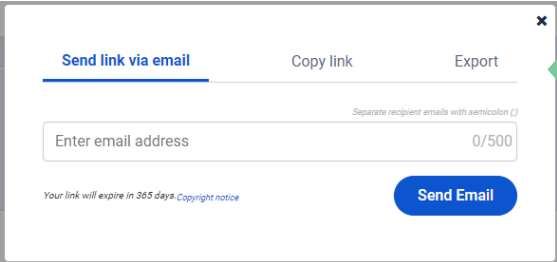 Send link via email Copy link Export
Separate recipient emails with semicolon (;)
Enter email address 0/500
Your link will expire in 365 days. Copyright notice
Send Email